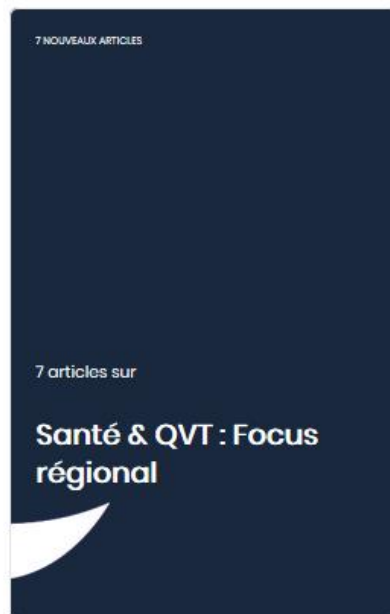 7 NOUVEAUX ARTICLES
7 articles sur
Santé & QVT : Focus
régional